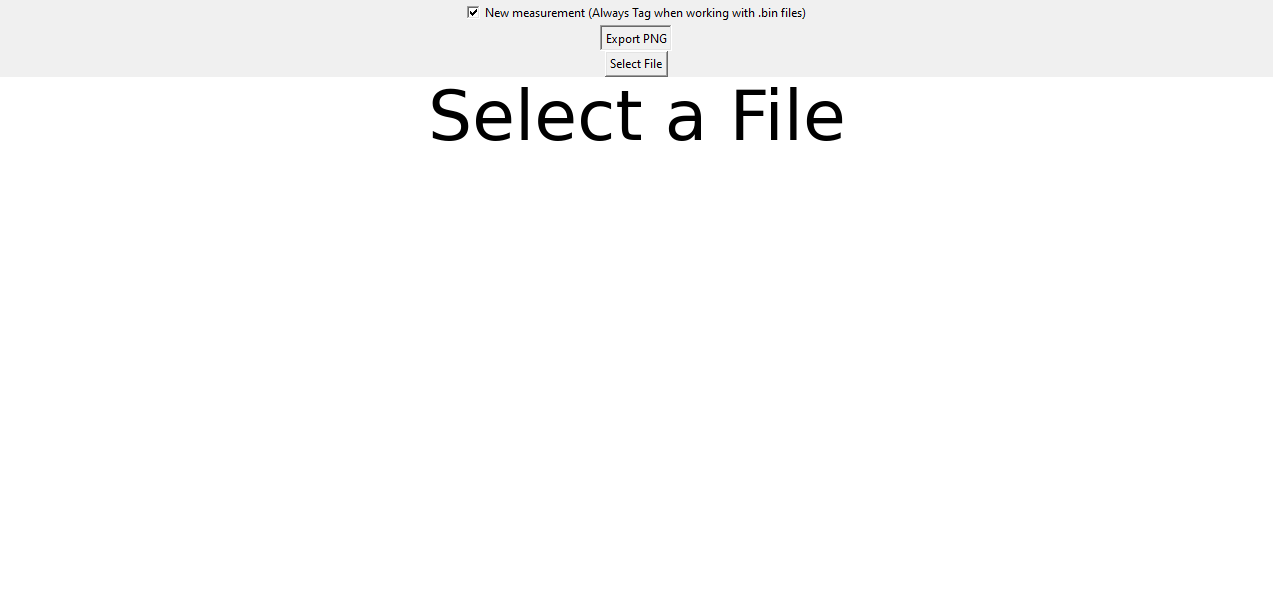 New measurement (Always Tag when working with .bin files)
Export PNG
Select File
Select a File